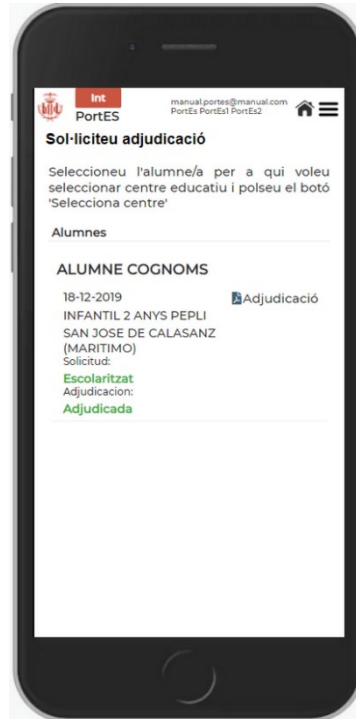 Int
PortES
manual.portes@manual.com
PortEs PortEs1 PortEs2
Sol·liciteu adjudicació
Seleccioneu l'alumne/a per a qui voleu
seleccionar centre educatiu i polseu el botó
'Selecciona centre'
Alumnes
ALUMNE COGNOMS
18-12-2019
Adjudicació
INFANTIL 2 ANYS PEPLI
SAN JOSE DE CALASANZ
(MARITIMO)
Solicitud:
Escolaritzat
Adjudicacion:
Adjudicada